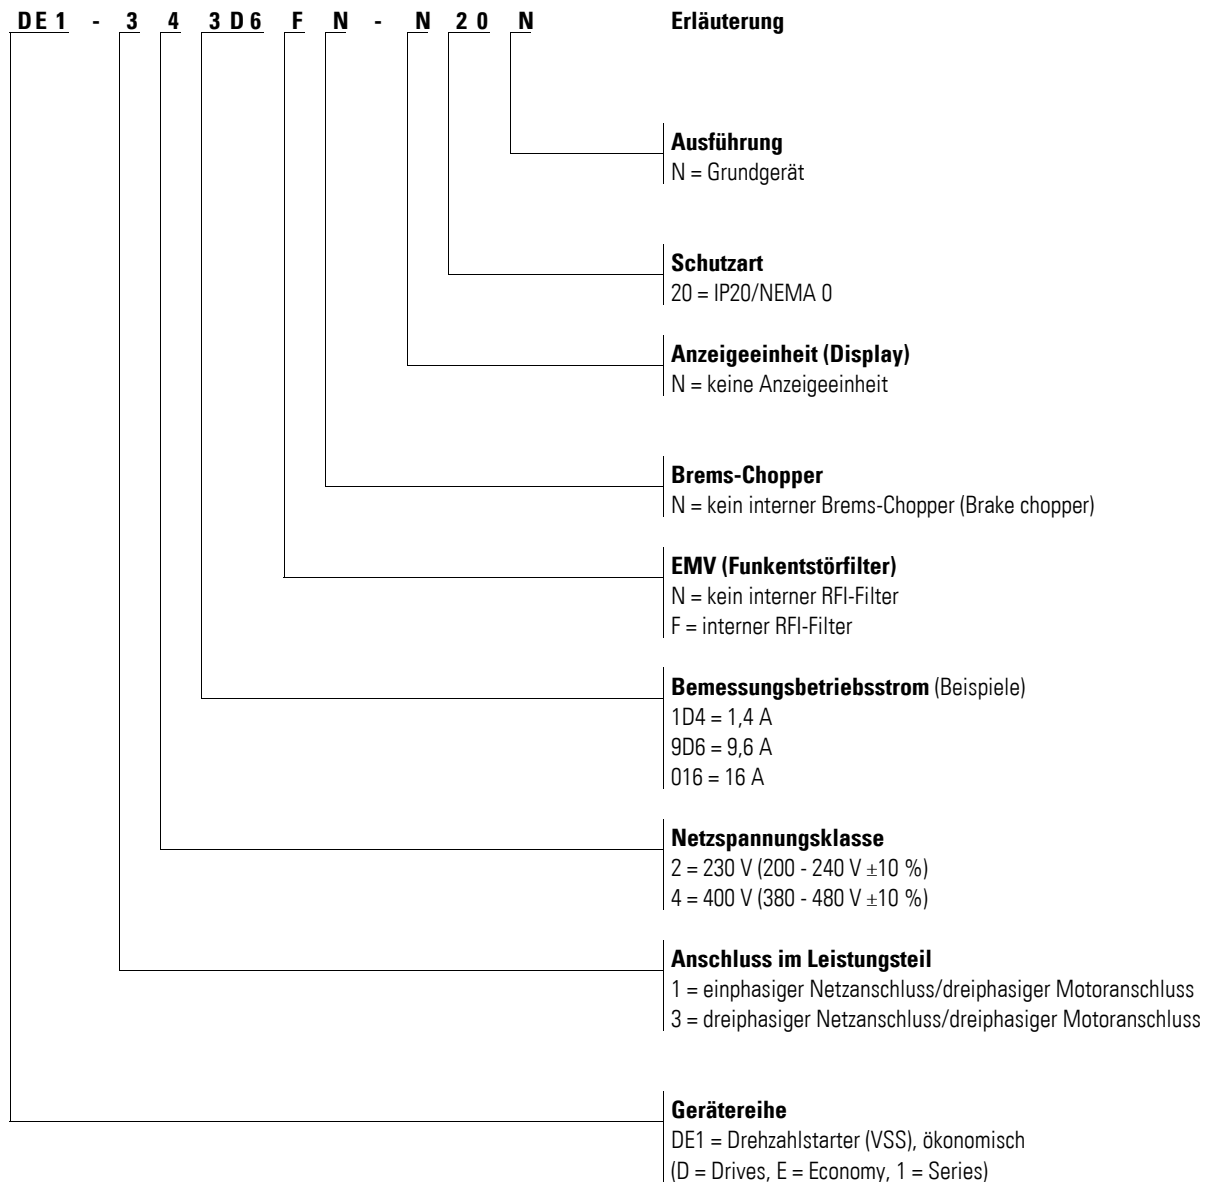 DE1 - 3 4 3D6 F N - N 20 N Erläuterung
Ausführung
N = Grundgerät
Schutzart
20 = IP20/NEMA 0
Anzeigeeinheit (Display)
N = keine Anzeigeeinheit
Brems-Chopper
N = kein interner Brems-Chopper (Brake chopper)
EMV (Funkentstörfilter)
N = kein interner RFI-Filter
F = interner RFI-Filter
Bemessungsbetriebsstrom (Beispiele)
1D4 = 1,4 A
9D6 = 9,6 A
016 = 16 A
Netzspannungsklasse
2 = 230 V (200 - 240 V ±10 %)
4 = 400 V (380 - 480 V ±10 %)
Anschluss im Leistungsteil
1 = einphasiger Netzanschluss/dreiphasiger Motoranschluss
3 = dreiphasiger Netzanschluss/dreiphasiger Motoranschluss
Gerätereihe
DE1 = Drehzahlstarter (VSS), ökonomisch
(D = Drives, E = Economy, 1 = Series)